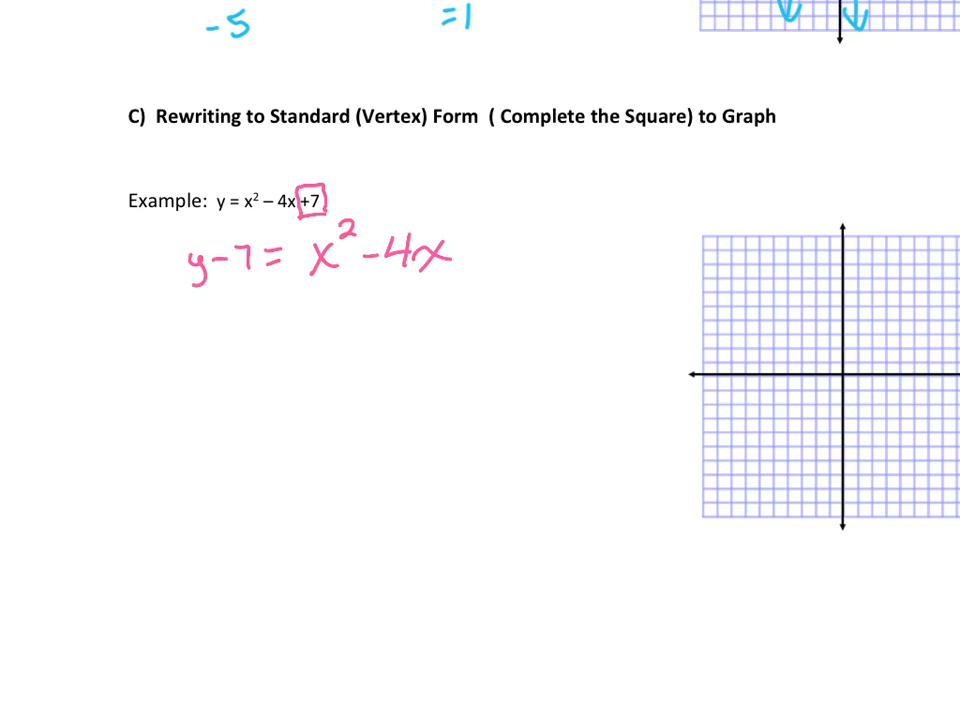 -5 =1
C) Rewriting to Standard (Vertex) Form ( Complete the Square) to Graph
Example: y = x² – 4x +7
y-7 = x² -4x